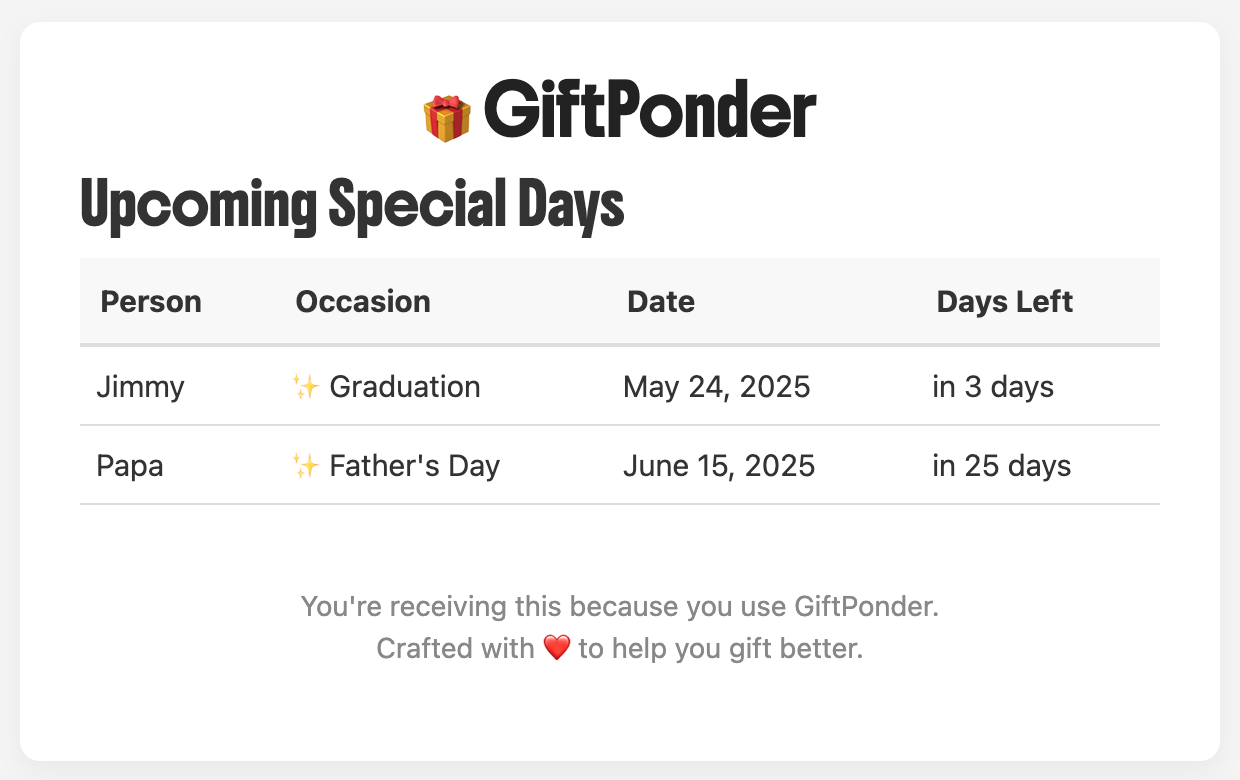 🎁 GiftPonder
Upcoming Special Days
Person Occasion Date Days Left
Jimmy ✨ Graduation May 24, 2025 in 3 days
Papa ✨ Father's Day June 15, 2025 in 25 days
You're receiving this because you use GiftPonder.
Crafted with ❤️ to help you gift better.